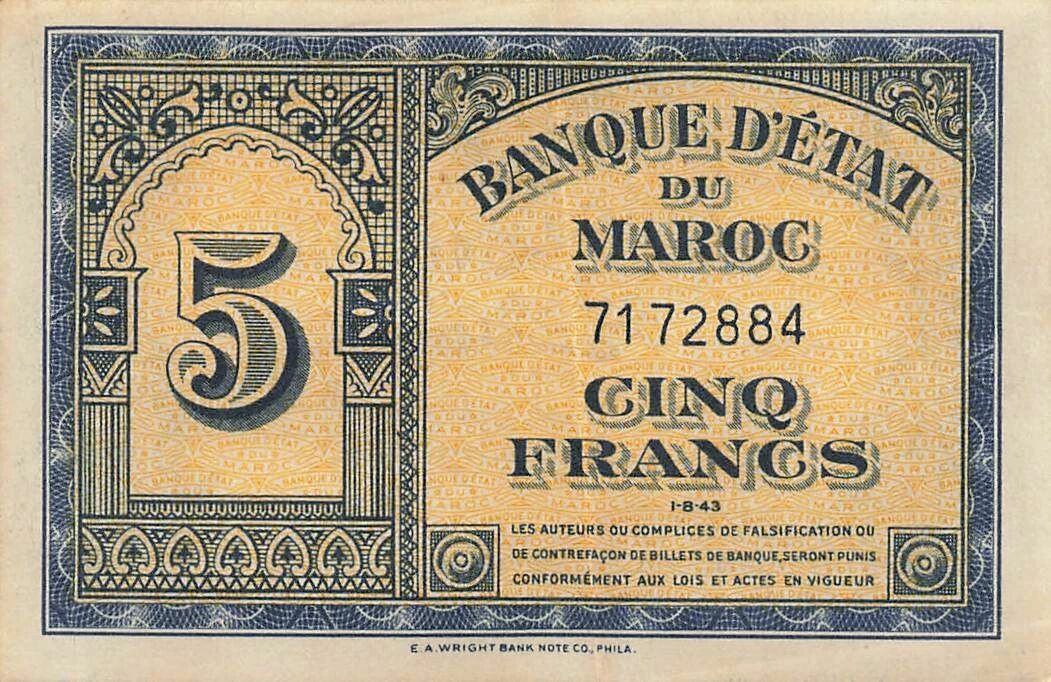 5
BANQUE D'ÉTAT
DU
MAROC
7172884
CINQ
FRANCS
1-8-43
LES AUTEURS OU COMPLICES DE FALSIFICATION OU
DE CONTREFAÇON DE BILLETS DE BANQUE, SERONT PUNIS
CONFORMÉMENT AUX LOIS ET ACTES EN VIGUEUR
E.A.WRIGHT BANK NOTE CO., PHILA.